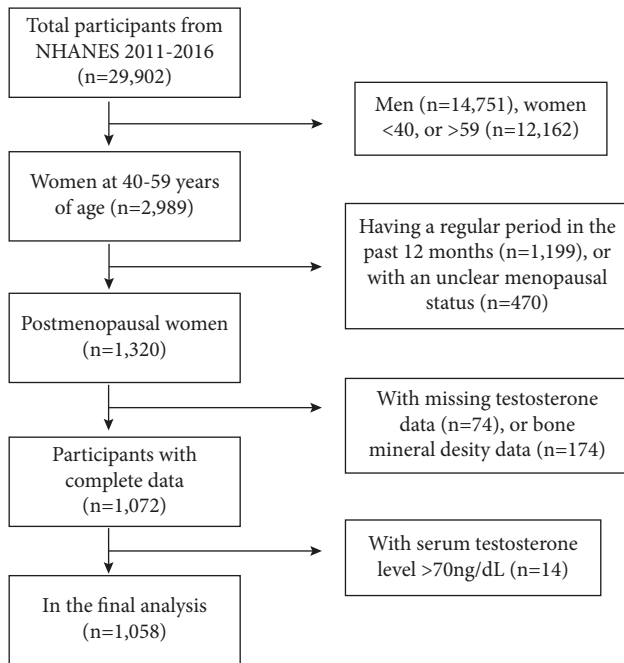 Total participants from
NHANES 2011-2016
(n=29,902)
Men (n=14,751), women
<40, or >59 (n=12,162)
Women at 40-59 years
of age (n=2,989)
Having a regular period in the
past 12 months (n=1,199), or
with an unclear menopausal
status (n=470)
Postmenopausal women
(n=1,320)
With missing testosterone
data (n=74), or bone
mineral desity data (n=174)
Participants with
complete data
(n=1,072)
With serum testosterone
level >70ng/dL (n=14)
In the final analysis
(n=1,058)